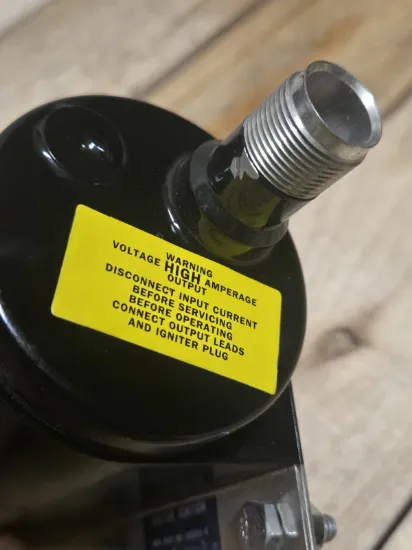 WARNING
VOLTAGE HIGH AMPERAGE
OUTPUT
DISCONNECT INPUT CURRENT
BEFORE SERVICING
BEFORE OPERATING
CONNECT OUTPUT LEADS
AND IGNITER PLUG